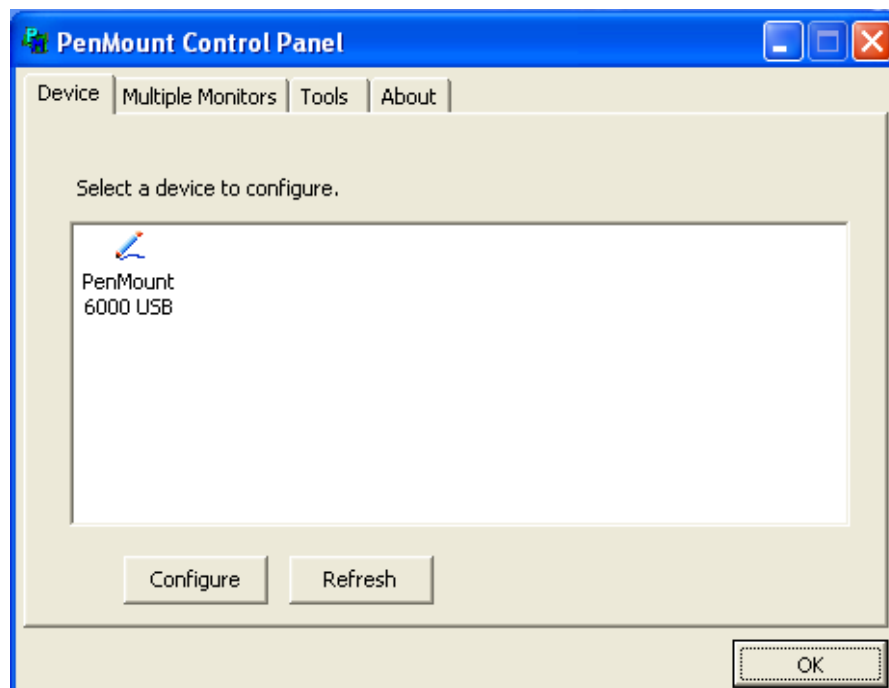 PenMount Control Panel
Device Multiple Monitors Tools About
Select a device to configure.
PenMount
6000 USB
Configure Refresh
OK